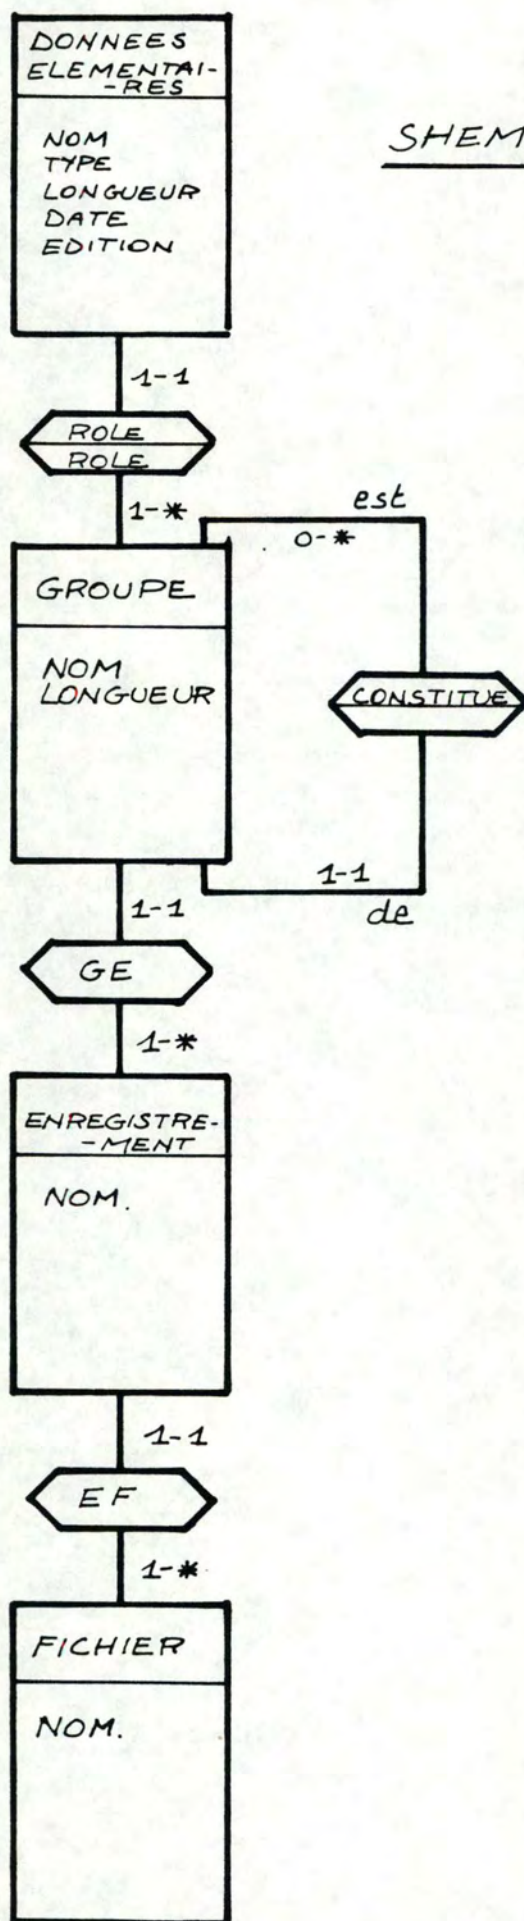 DONNEES
ELEMENTAI-
-RES
NOM
TYPE
LONGUEUR
DATE
EDITION
1-1
ROLE
ROLE
1-*
est
0-*
GROUPE
NOM
LONGUEUR
CONSTITUE
1-1
de
1-1
GE
1-*
ENREGISTRE-
-MENT
NOM.
1-1
EF
1-*
FICHIER
NOM.